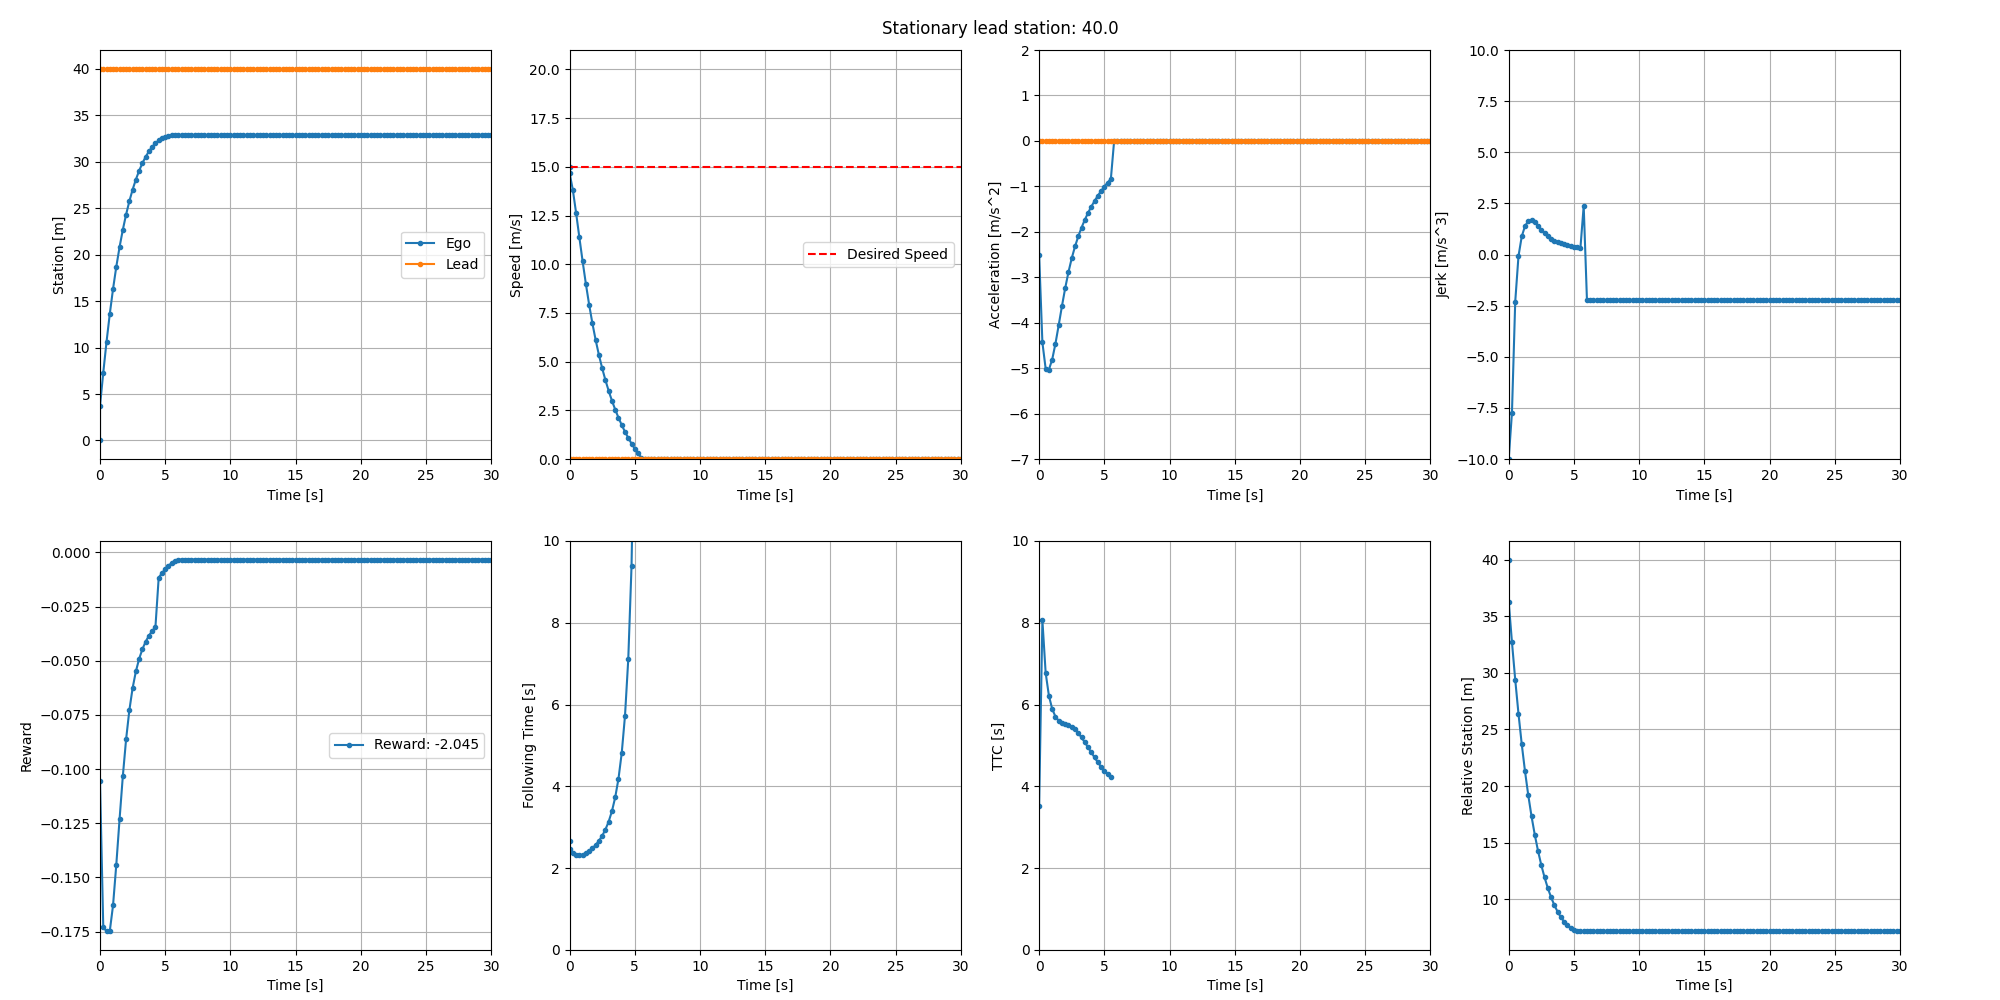 Stationary lead station: 40.0
Station [m]
40
35
30
25
20
15
10
5
0
Ego
Lead
0 5 10 15 20 25 30
Time [s]
Speed [m/s]
20.0
17.5
15.0
12.5
10.0
7.5
5.0
2.5
0.0
Desired Speed
0 5 10 15 20 25 30
Time [s]
Acceleration [m/s^2]
2
1
0
−1
−2
−3
−4
−5
−6
−7
0 5 10 15 20 25 30
Time [s]
Jerk [m/s^3]
10.0
7.5
5.0
2.5
0.0
−2.5
−5.0
−7.5
−10.0
0 5 10 15 20 25 30
Time [s]
Reward
0.000
−0.025
−0.050
−0.075
−0.100
−0.125
−0.150
−0.175
Reward: -2.045
0 5 10 15 20 25 30
Time [s]
Following Time [s]
10
8
6
4
2
0
0 5 10 15 20 25 30
Time [s]
TTC [s]
10
8
6
4
2
0
0 5 10 15 20 25 30
Time [s]
Relative Station [m]
40
35
30
25
20
15
10
0 5 10 15 20 25 30
Time [s]